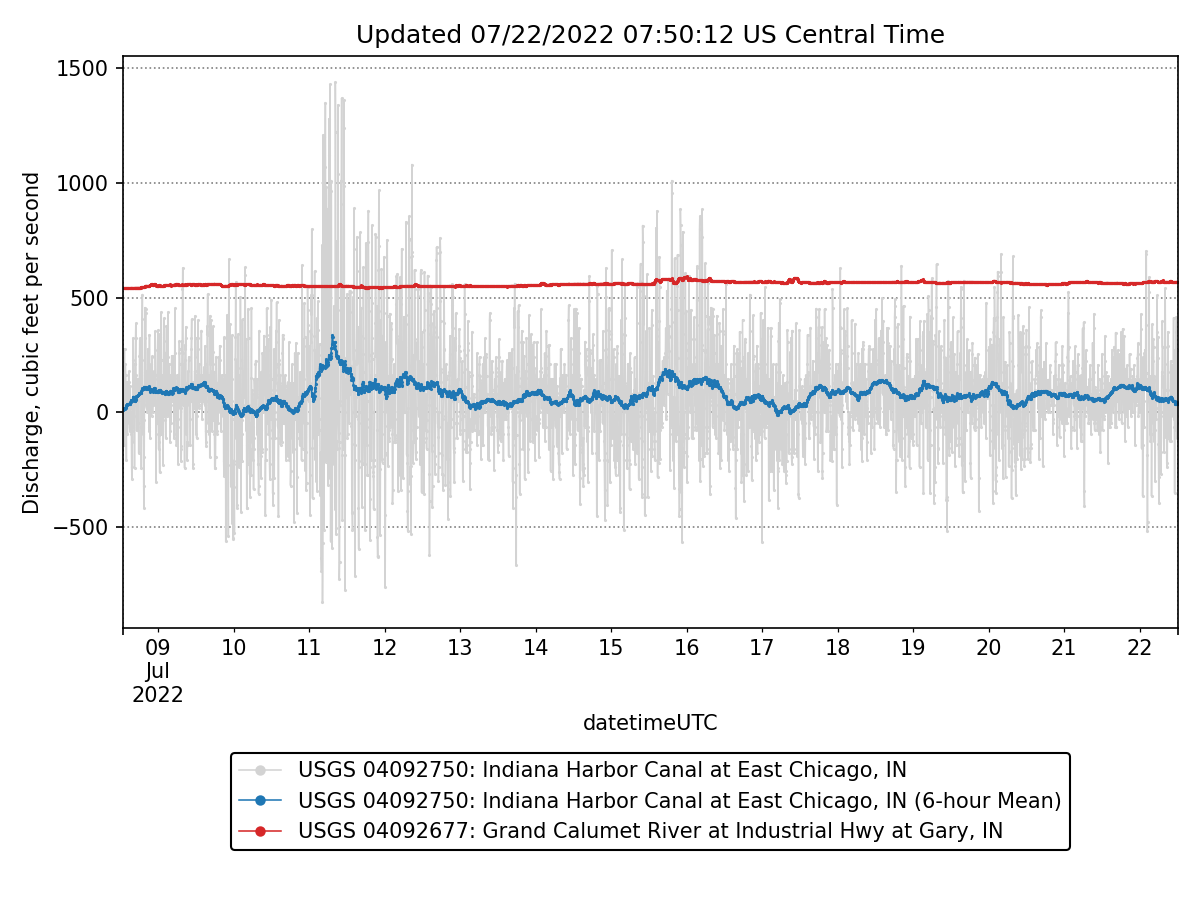 Updated 07/22/2022 07:50:12 US Central Time
Discharge, cubic feet per second
1500
1000
500
0
−500
09 10 11 12 13 14 15 16 17 18 19 20 21 22
Jul
2022
datetimeUTC
USGS 04092750: Indiana Harbor Canal at East Chicago, IN
USGS 04092750: Indiana Harbor Canal at East Chicago, IN (6-hour Mean)
USGS 04092677: Grand Calumet River at Industrial Hwy at Gary, IN